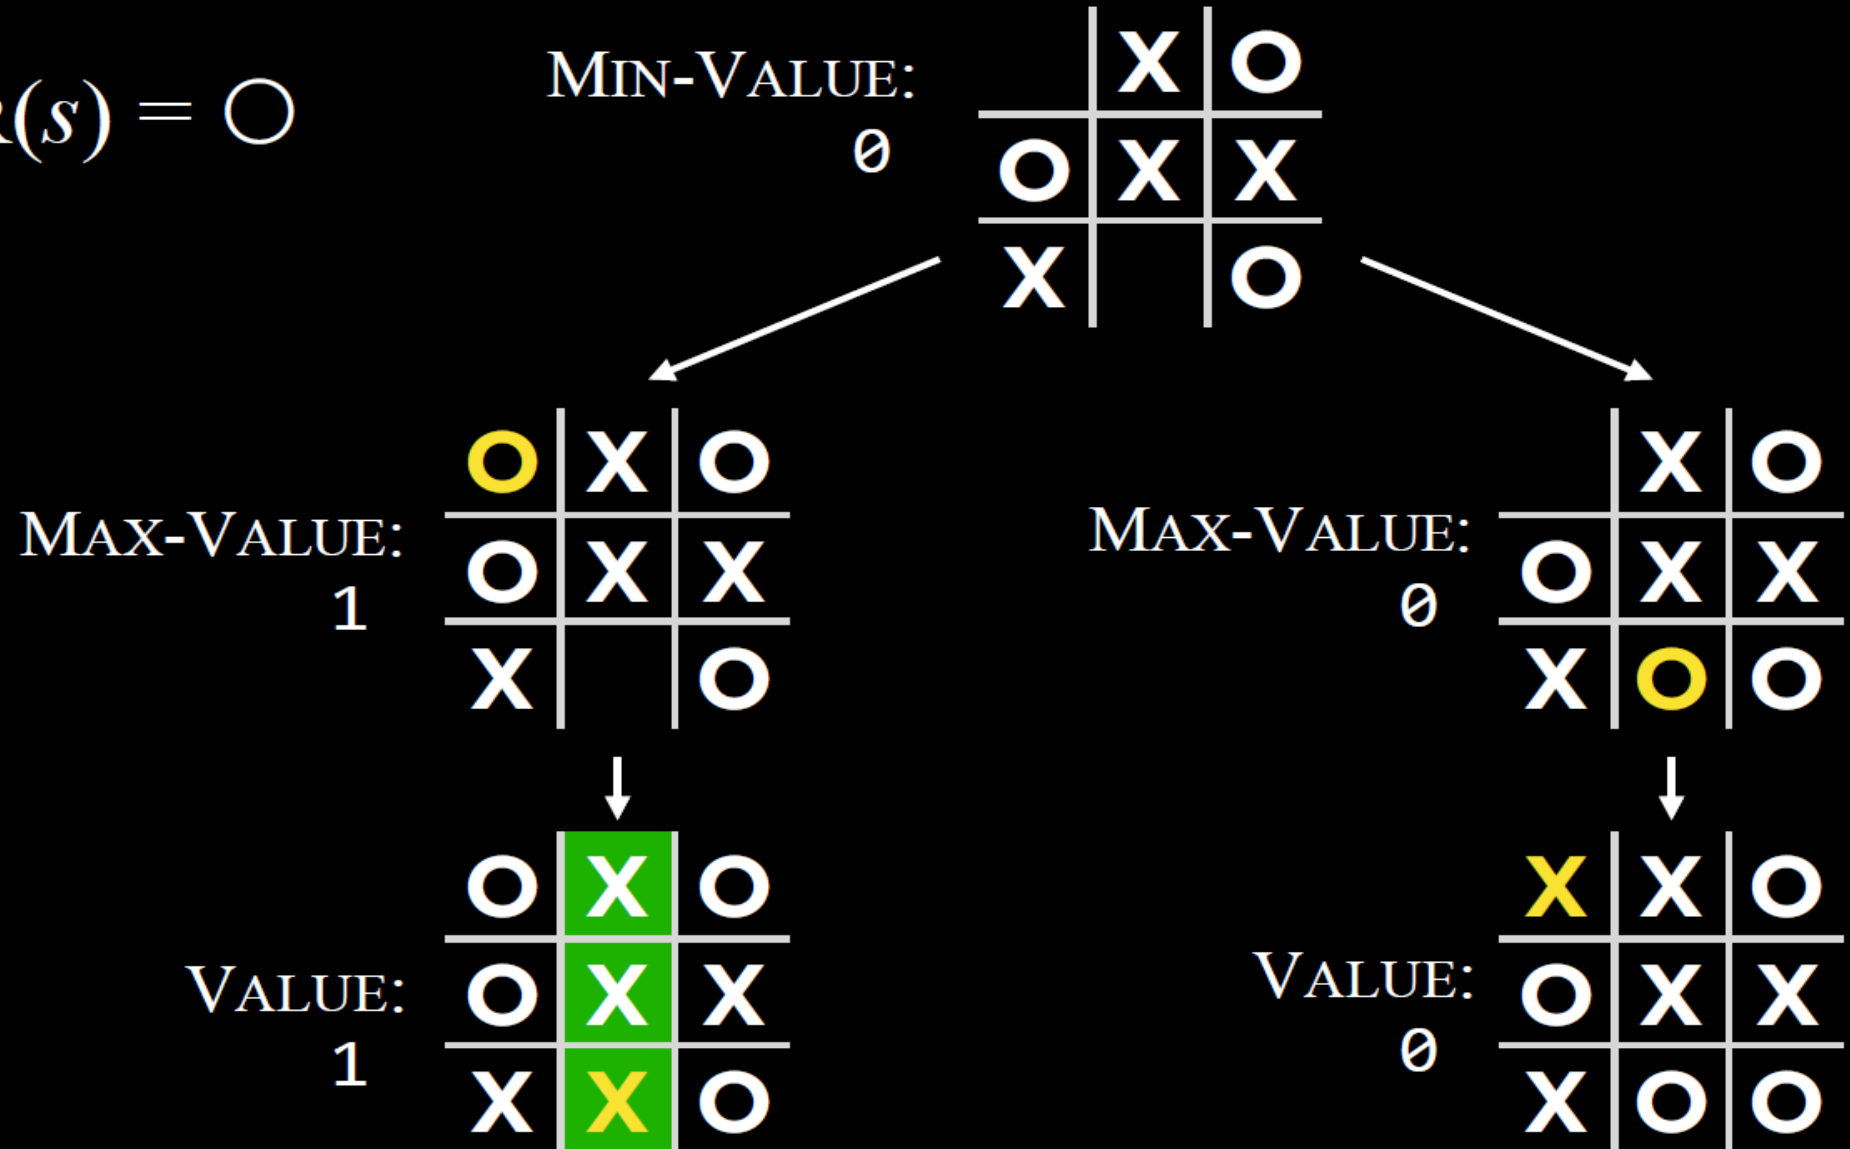 (s) = O
MIN-VALUE:
0
X O
O X X
X O
MAX-VALUE:
1
O X O
O X X
X O
MAX-VALUE:
0
X O
O X X
X O O
VALUE:
1
O X O
O X X
X X O
VALUE:
0
X X O
O X X
X O O